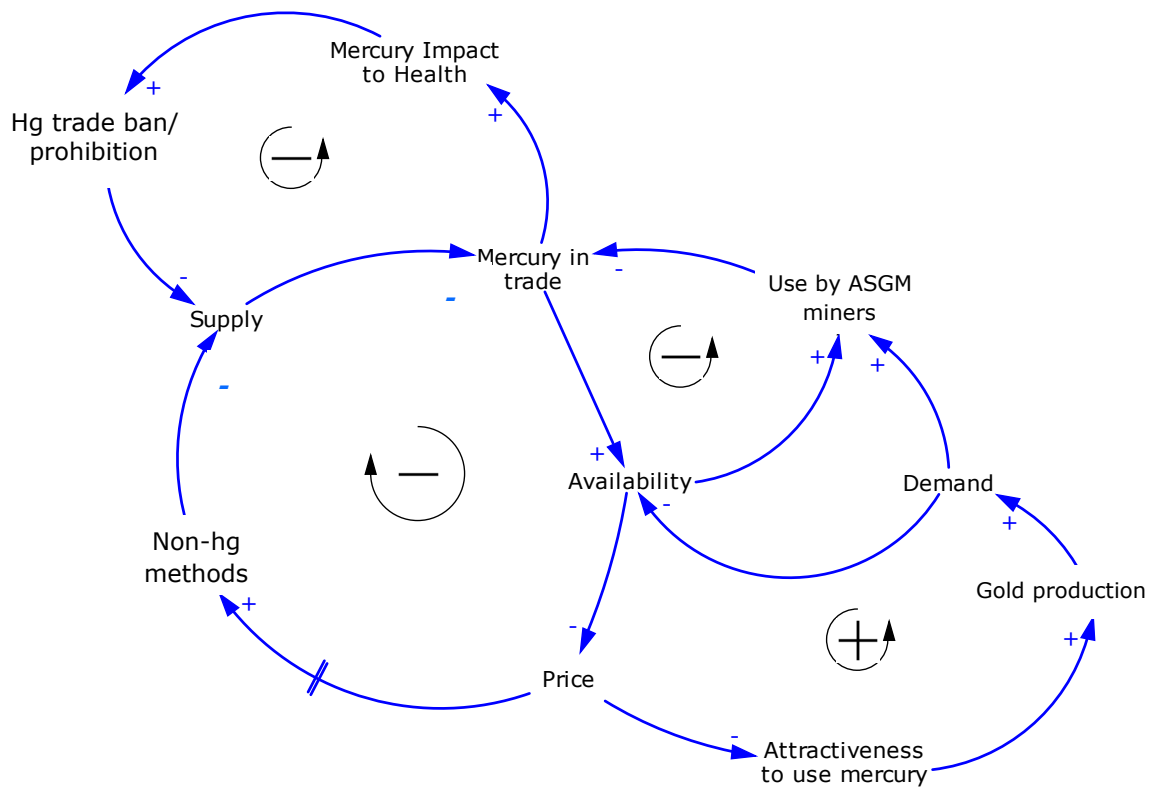 Mercury Impact
to Health
+
+
Hg trade ban/
prohibition
-
Mercury in
trade
-
-
Use by ASGM
miners
Supply
-
+
+
+
Availability
-
Demand
+
Non-hg
methods
+
Gold production
-
+
Price
-
Attractiveness
to use mercury